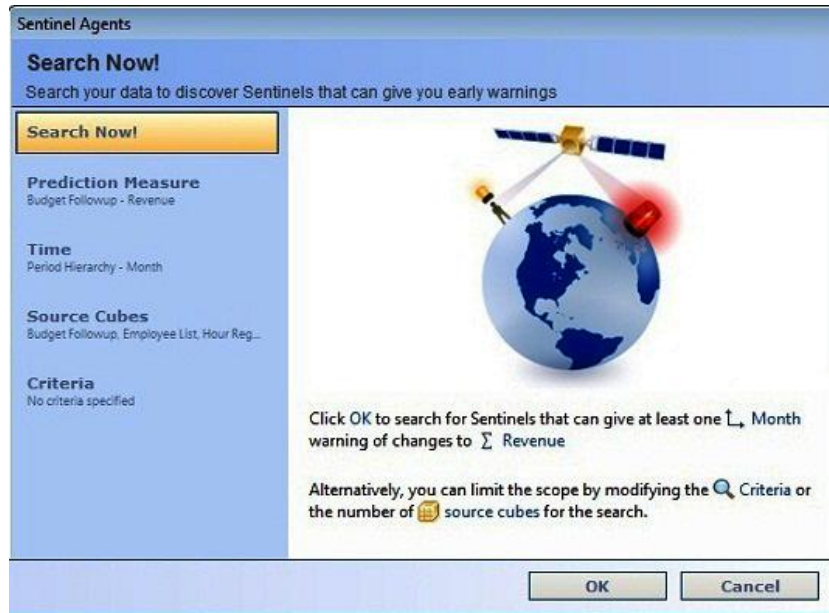 Sentinel Agents
Search Now!
Search your data to discover Sentinels that can give you early warnings
Search Now!
Prediction Measure
Budget Followup - Revenue
Time
Period Hierarchy - Month
Source Cubes
Budget Followup, Employee List, Hour Reg...
Criteria
No criteria specified
Click OK to search for Sentinels that can give at least one Month
warning of changes to Σ Revenue
Alternatively, you can limit the scope by modifying the Criteria or
the number of source cubes for the search.
OK
Cancel